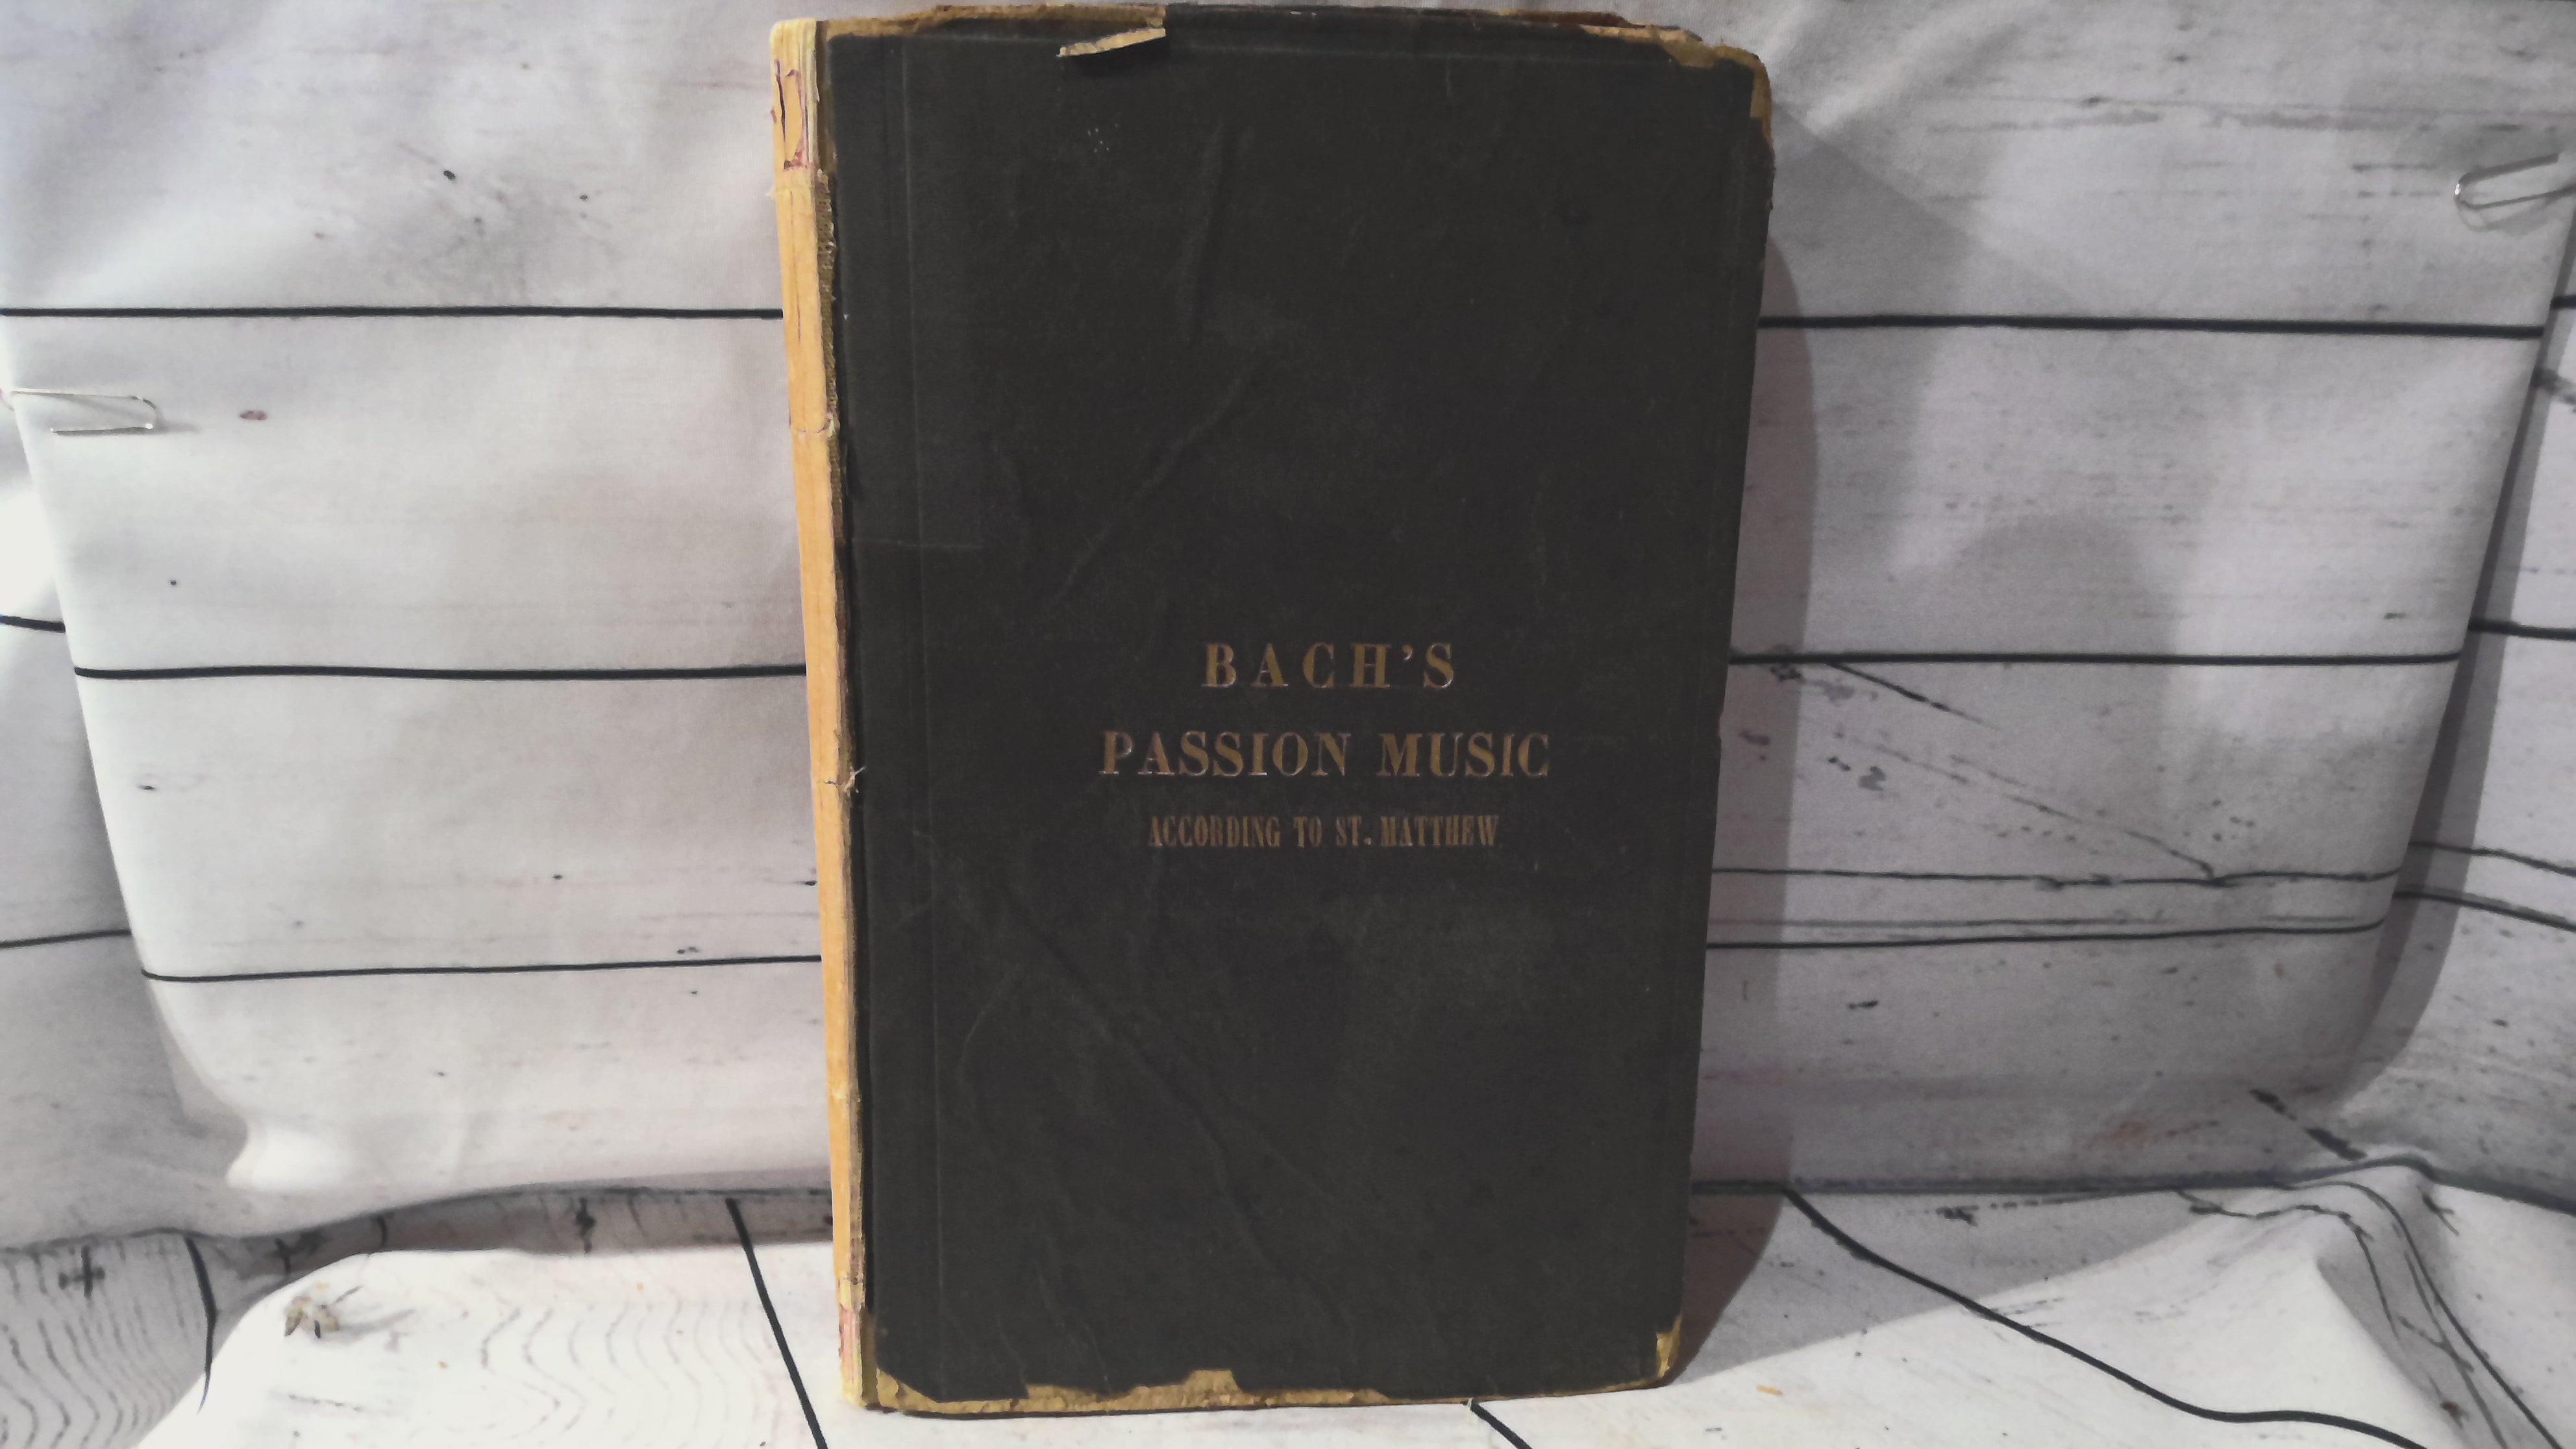 BACH'S
PASSION MUSIC
ACCORDING TO ST. MATTHEW